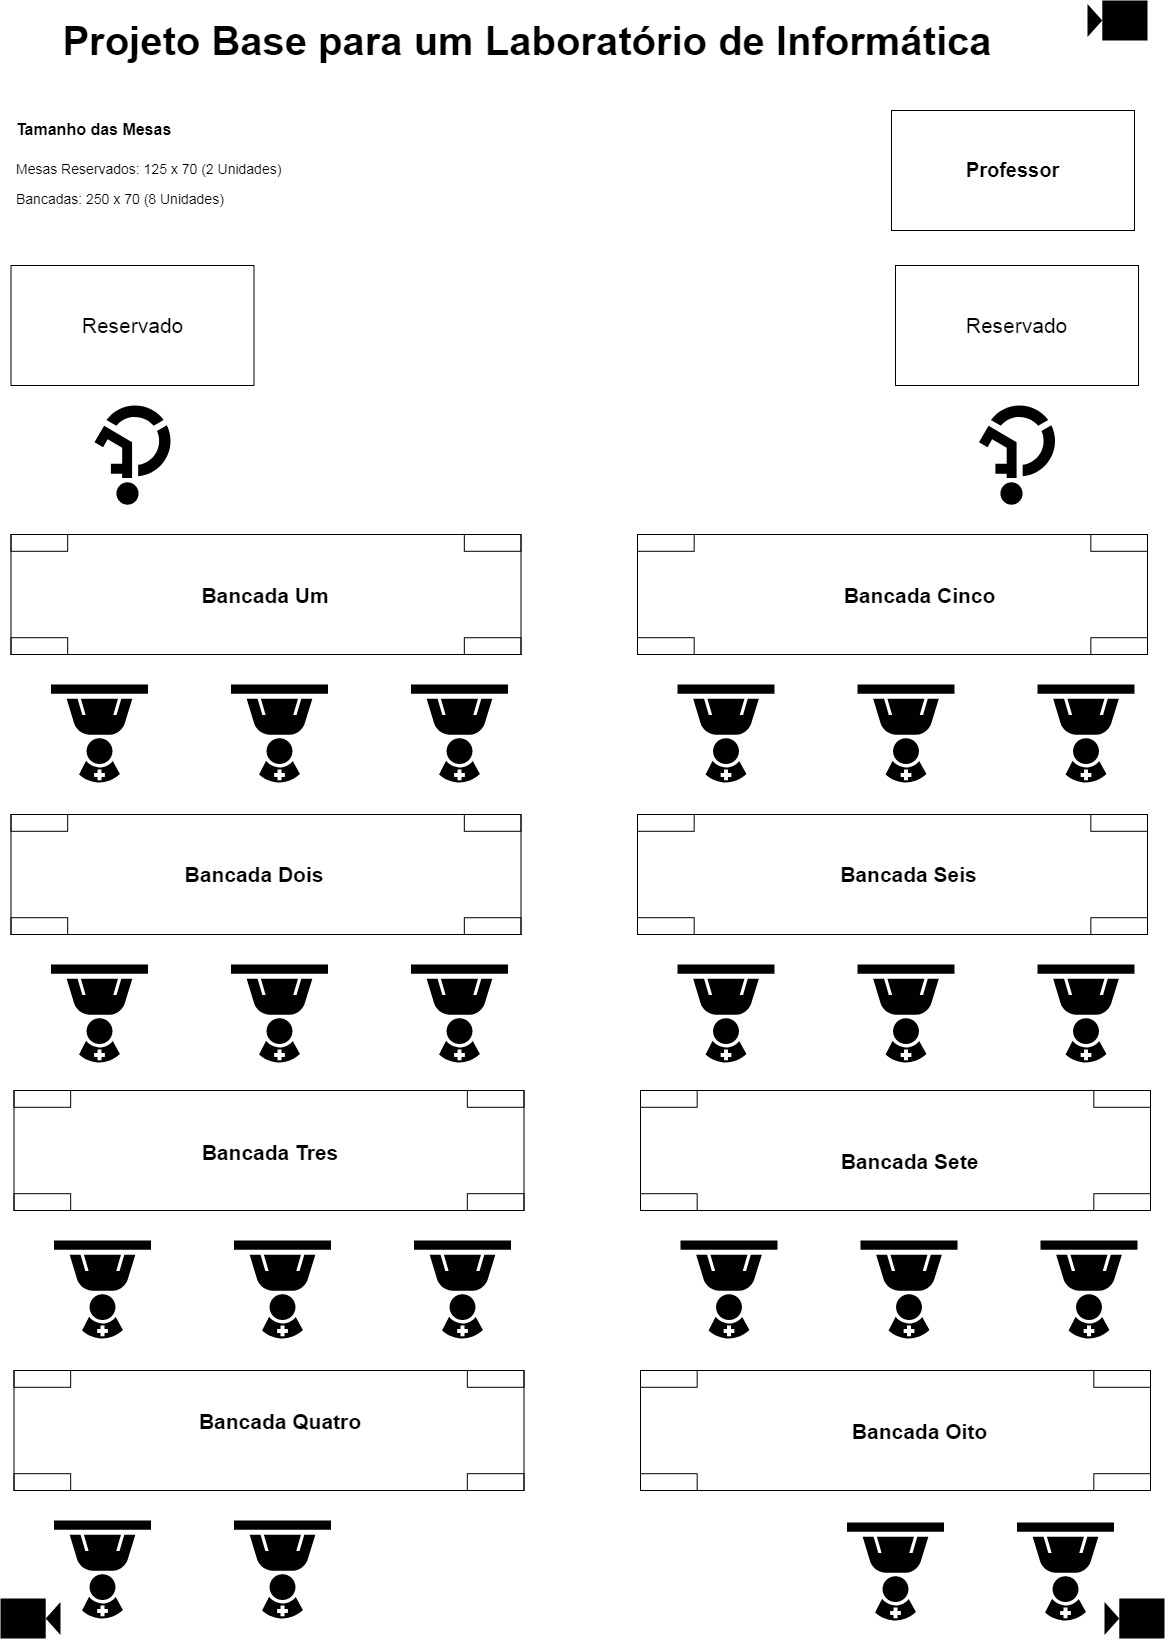 Projeto Base para um Laboratório de Informática
Tamanho das Mesas
Mesas Reservados: 125 x 70 (2 Unidades)
Bancadas: 250 x 70 (8 Unidades)
Professor
Reservado
Reservado
Bancada Um
Bancada Cinco
Bancada Dois
Bancada Seis
Bancada Tres
Bancada Sete
Bancada Quatro
Bancada Oito